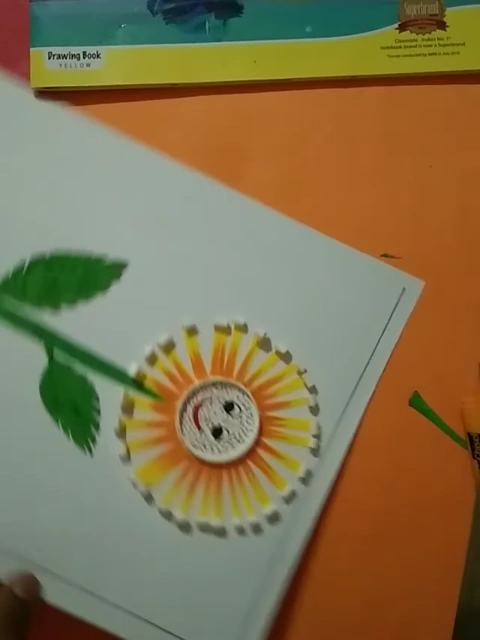 Superbrand
Classmate - India's No. 1*
Notebook brand is now a Superbrand.
Drawing Book
YELLOW